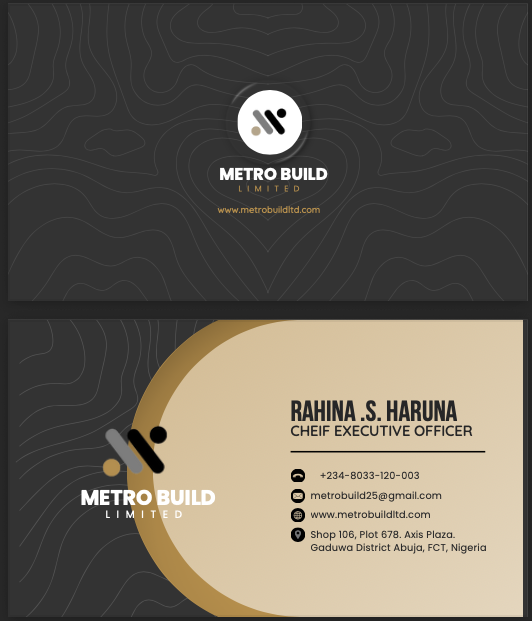 METRO BUILD
LIMITED
www.metrobuildltd.com
METRO BUILD
LIMITED
RAHINA .S. HARUNA
CHEIF EXECUTIVE OFFICER
+234-8033-120-003
metrobuild25@gmail.com
www.metrobuildltd.com
Shop 106, Plot 678. Axis Plaza.
Gaduwa District Abuja, FCT, Nigeria